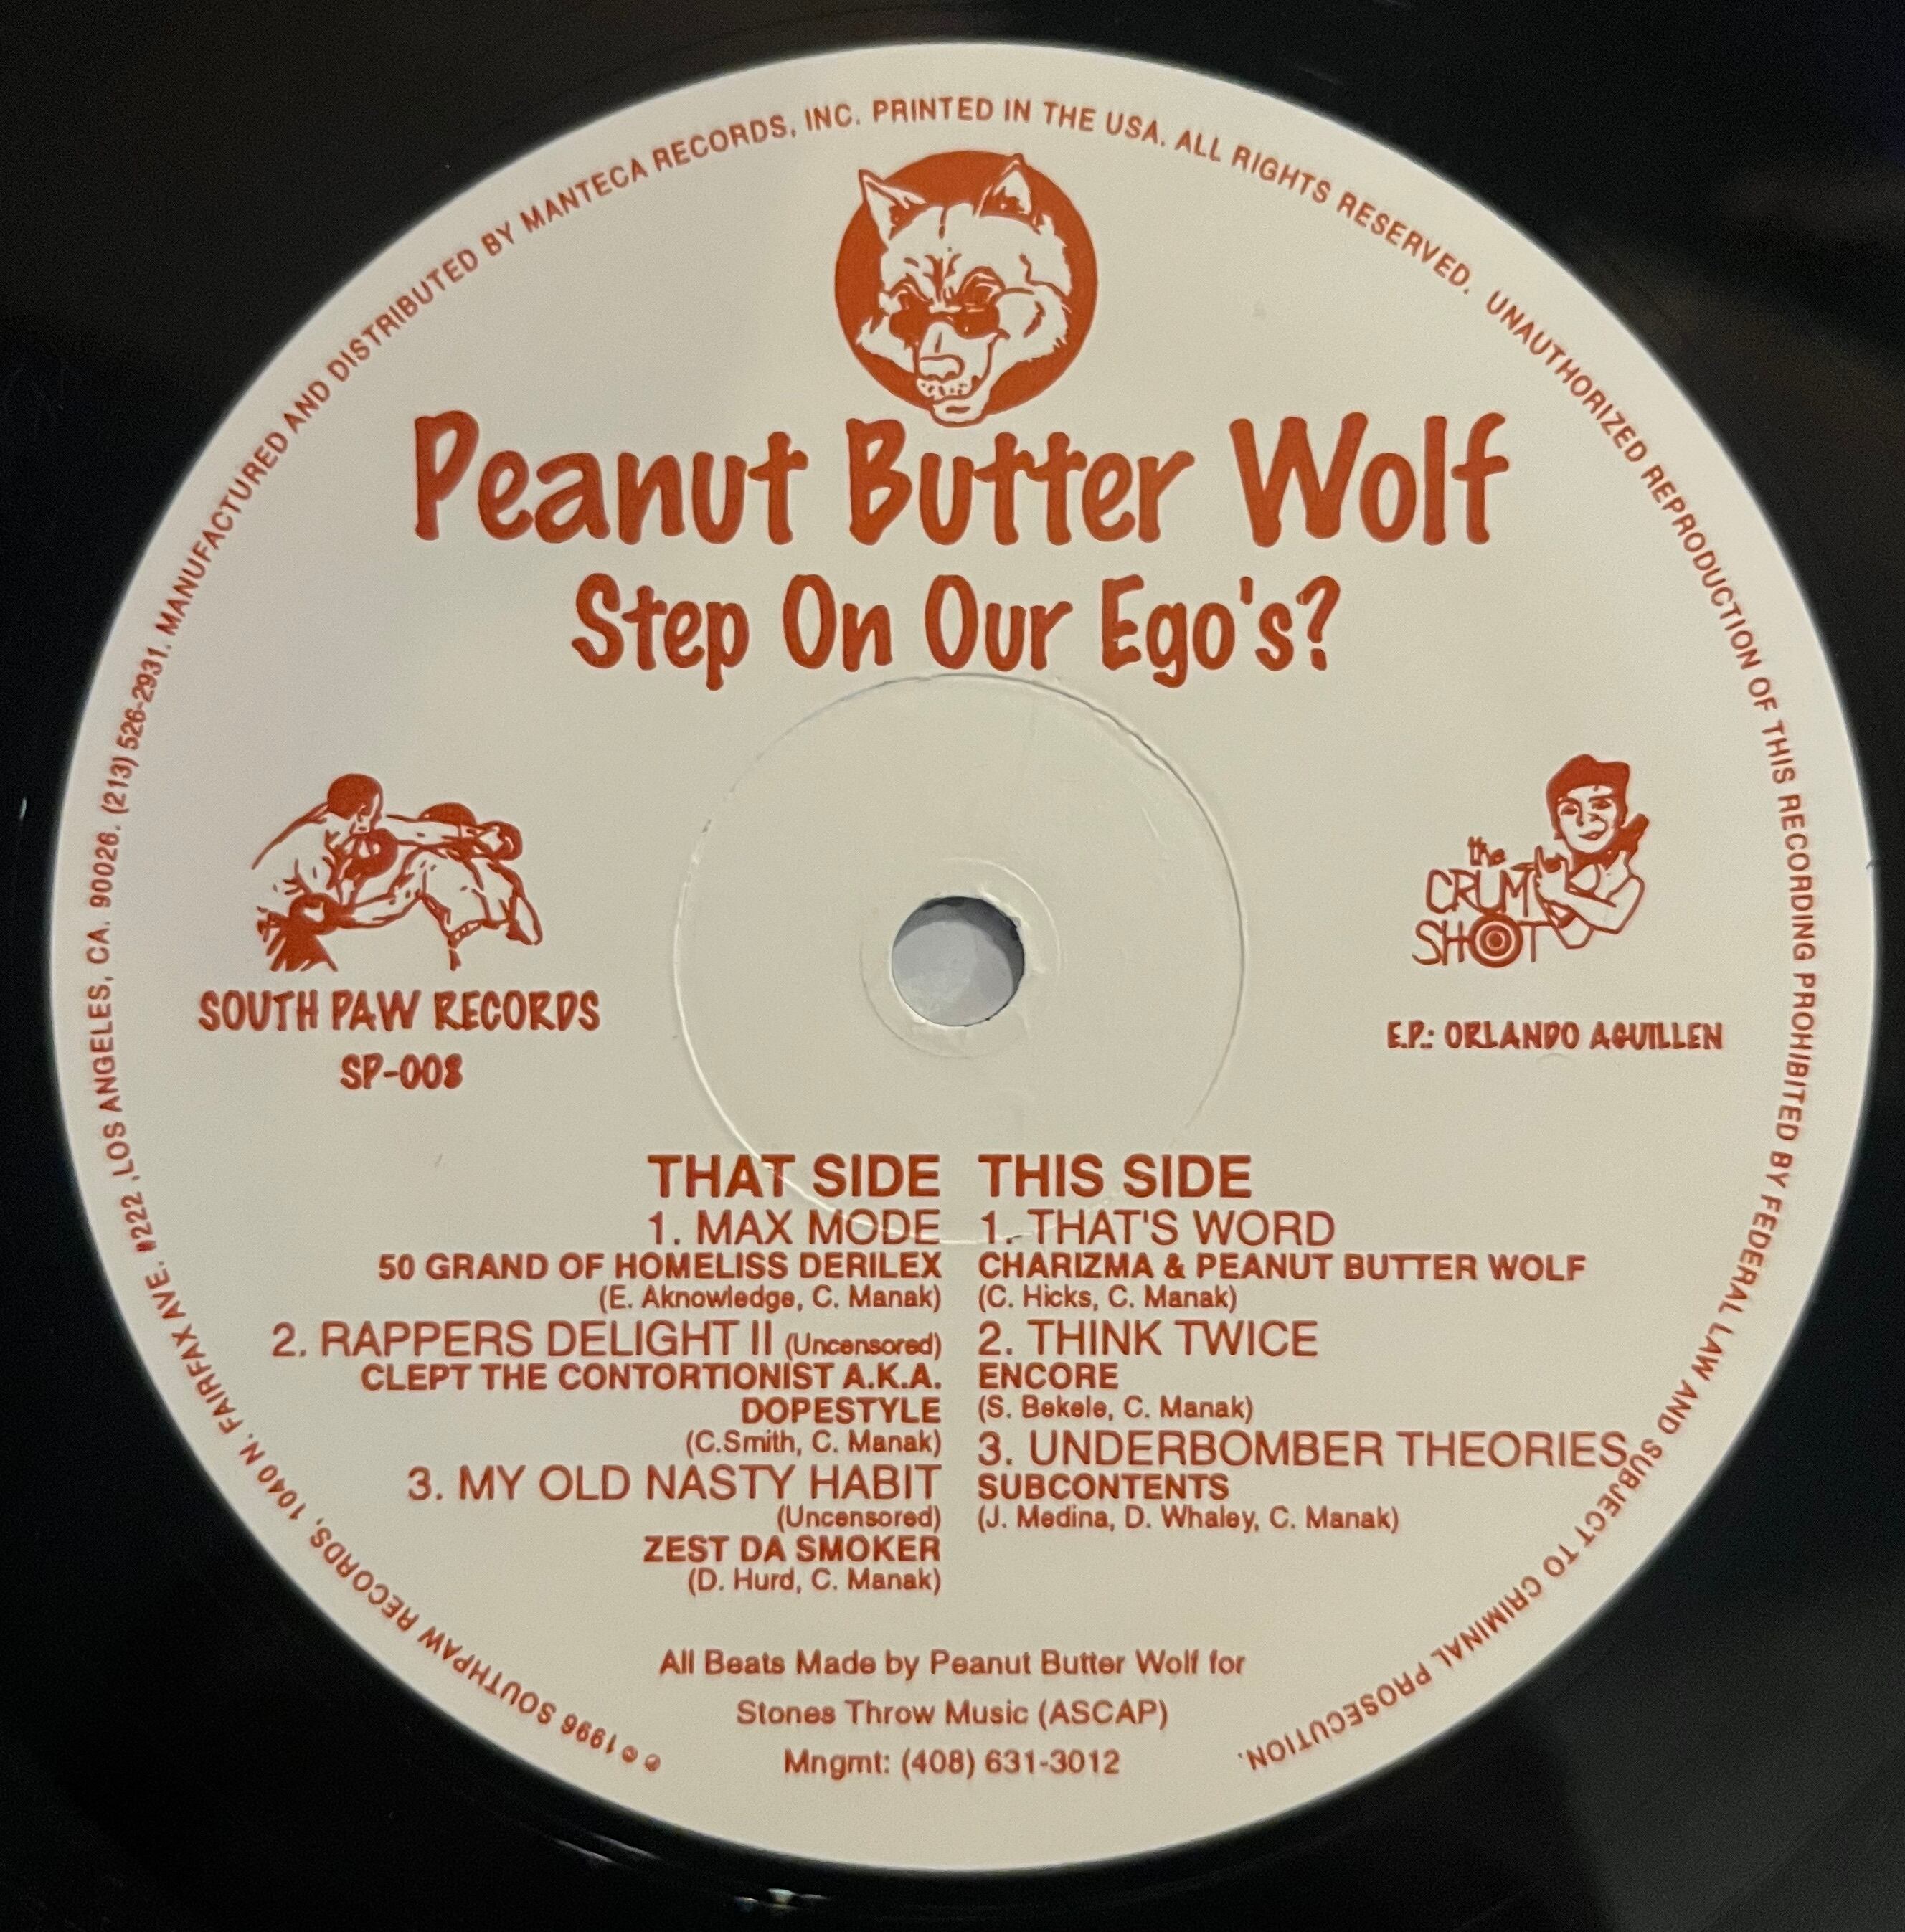 ℗ © 1996 SOUTHPAW RECORDS, 1040 N. FAIRFAX AVE. #222 ,LOS ANGELES, CA. 90026. (213) 526-2931. MANUFACTURED AND DISTRIBUTED BY MANTECA RECORDS, INC. PRINTED IN THE USA. ALL RIGHTS RESERVED. UNAUTHORIZED REPRODUCTION OF THIS RECORDING PROHIBITED BY FEDERAL LAW AND SUBJECT TO CRIMINAL PROSECUTION.
Peanut Butter Wolf
Step On Our Ego's?
SOUTH PAW RECORDS
SP-008
the
CRUM
SHOT
E.P.: ORLANDO AGUILLEN
THAT SIDE
1. MAX MODE
50 GRAND OF HOMELISS DERILEX
(E. Aknowledge, C. Manak)
2. RAPPERS DELIGHT II (Uncensored)
CLEPT THE CONTORTIONIST A.K.A.
DOPESTYLE
(C.Smith, C. Manak)
3. MY OLD NASTY HABIT
(Uncensored)
ZEST DA SMOKER
(D. Hurd, C. Manak)
THIS SIDE
1. THAT'S WORD
CHARIZMA & PEANUT BUTTER WOLF
(C. Hicks, C. Manak)
2. THINK TWICE
ENCORE
(S. Bekele, C. Manak)
3. UNDERBOMBER THEORIES
SUBCONTENTS
(J. Medina, D. Whaley, C. Manak)
All Beats Made by Peanut Butter Wolf for
Stones Throw Music (ASCAP)
Mngmt: (408) 631-3012